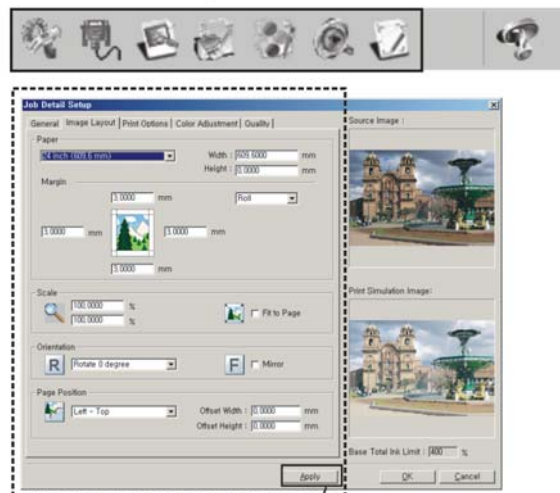 Job Detail Setup
General Image Layout Print Options Color Adjustment Quality
Paper
24 inch (609.6 mm)
Width : 609.6000 mm
Height : 0.0000 mm
Margin
3.0000 mm
Roll
3.0000 mm
3.0000 mm
3.0000 mm
Scale
100.0000 %
100.0000 %
Fit to Page
Orientation
R
Rotate 0 degree
F
Mirror
Page Position
Left - Top
Offset Width : 0.0000 mm
Offset Height : 0.0000 mm
Apply
Source Image :
Print Simulation Image:
Base Total Ink Limit : 400 %
OK Cancel